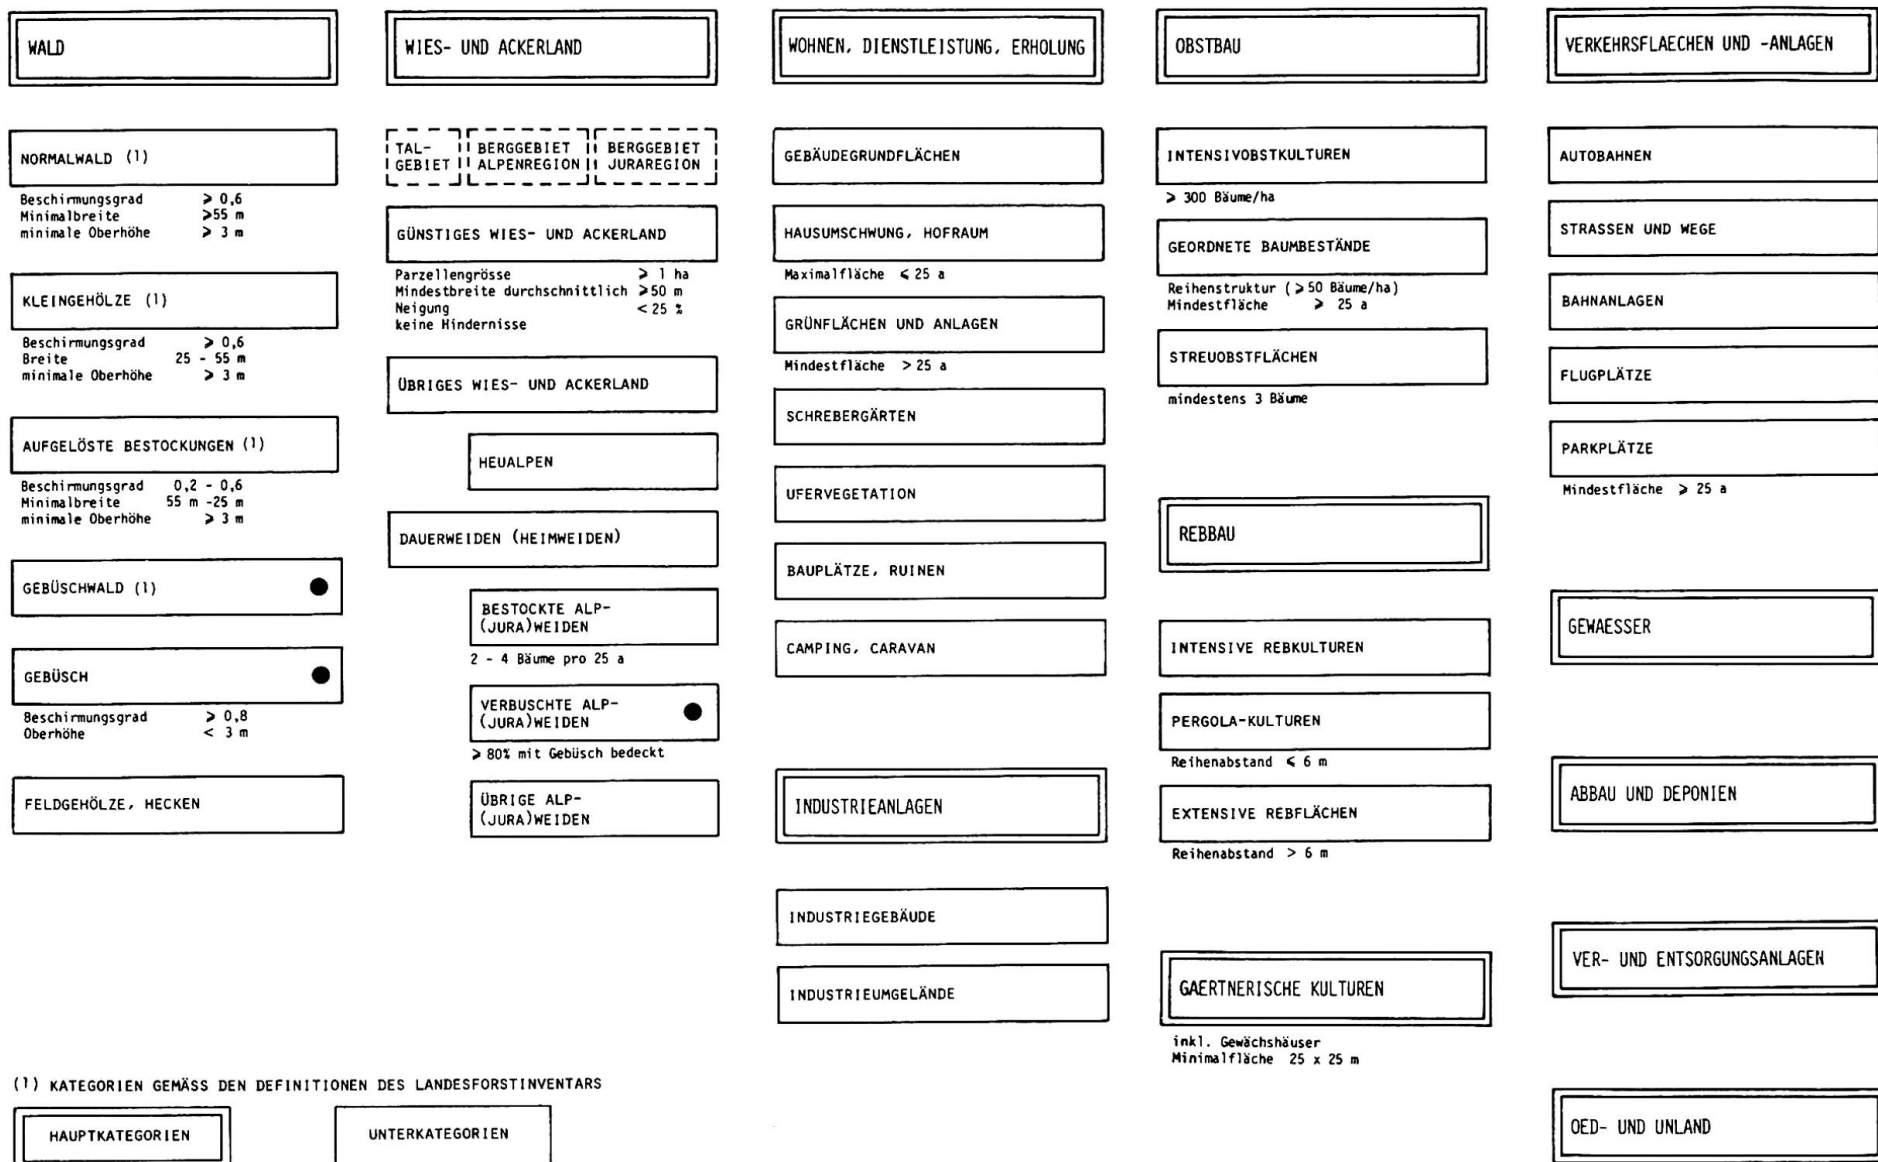 WALD
NORMALWALD (1)
Beschirmungsgrad ⩾ 0,6
Minimalbreite ⩾55 m
minimale Oberhöhe ⩾ 3 m
KLEINGEHÖLZE (1)
Beschirmungsgrad ⩾ 0,6
Breite 25 - 55 m
minimale Oberhöhe ⩾ 3 m
AUFGELÖSTE BESTOCKUNGEN (1)
Beschirmungsgrad 0,2 - 0,6
Minimalbreite 55 m -25 m
minimale Oberhöhe ⩾ 3 m
GEBÜSCHWALD (1)
GEBÜSCH
Beschirmungsgrad ⩾ 0,8
Oberhöhe < 3 m
FELDGEHÖLZE, HECKEN
WIES- UND ACKERLAND
TAL-
GEBIET
BERGGEBIET
ALPENREGION
BERGGEBIET
JURAREGION
GÜNSTIGES WIES- UND ACKERLAND
Parzellengrösse ⩾ 1 ha
Mindestbreite durchschnittlich ⩾50 m
Neigung < 25 %
keine Hindernisse
ÜBRIGES WIES- UND ACKERLAND
HEUALPEN
DAUERWEIDEN (HEIMWEIDEN)
BESTOCKTE ALP-
(JURA)WEIDEN
2 - 4 Bäume pro 25 a
VERBUSCHTE ALP-
(JURA)WEIDEN
⩾ 80% mit Gebüsch bedeckt
ÜBRIGE ALP-
(JURA)WEIDEN
WOHNEN, DIENSTLEISTUNG, ERHOLUNG
GEBÄUDEGRUNDFLÄCHEN
HAUSUMSCHWUNG, HOFRAUM
Maximalfläche ⩽ 25 a
GRÜNFLÄCHEN UND ANLAGEN
Mindestfläche > 25 a
SCHREBERGÄRTEN
UFERVEGETATION
BAUPLÄTZE, RUINEN
CAMPING, CARAVAN
INDUSTRIEANLAGEN
INDUSTRIEGEBÄUDE
INDUSTRIEUMGELÄNDE
OBSTBAU
INTENSIVOBSTKULTUREN
⩾ 300 Bäume/ha
GEORDNETE BAUMBESTÄNDE
Reihenstruktur (⩾50 Bäume/ha)
Mindestfläche ⩾ 25 a
STREUOBSTFLÄCHEN
mindestens 3 Bäume
REBBAU
INTENSIVE REBKULTUREN
PERGOLA-KULTUREN
Reihenabstand ⩽ 6 m
EXTENSIVE REBFLÄCHEN
Reihenabstand > 6 m
GAERTNERISCHE KULTUREN
inkl. Gewächshäuser
Minimalfläche 25 x 25 m
VERKEHRSFLAECHEN UND -ANLAGEN
AUTOBAHNEN
STRASSEN UND WEGE
BAHNANLAGEN
FLUGPLÄTZE
PARKPLÄTZE
Mindestfläche ⩾ 25 a
GEWAESSER
ABBAU UND DEPONIEN
VER- UND ENTSORGUNGSANLAGEN
OED- UND UNLAND
(1) KATEGORIEN GEMÄSS DEN DEFINITIONEN DES LANDESFORSTINVENTARS
HAUPTKATEGORIEN
UNTERKATEGORIEN